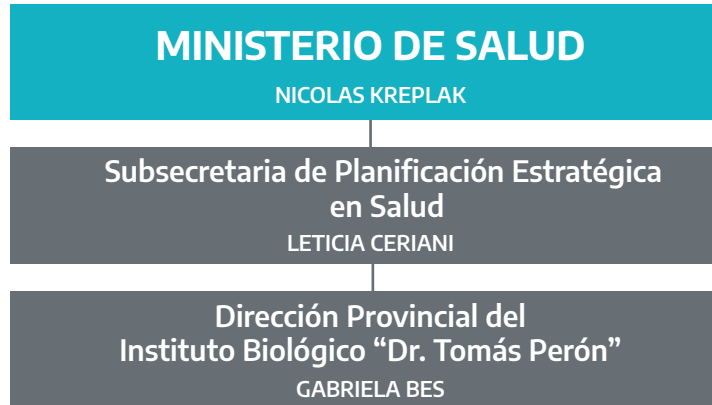 MINISTERIO DE SALUD
NICOLAS KREPLAK
Subsecretaria de Planificación Estratégica
en Salud
LETICIA CERIANI
Dirección Provincial del
Instituto Biológico “Dr. Tomás Perón”
GABRIELA BES